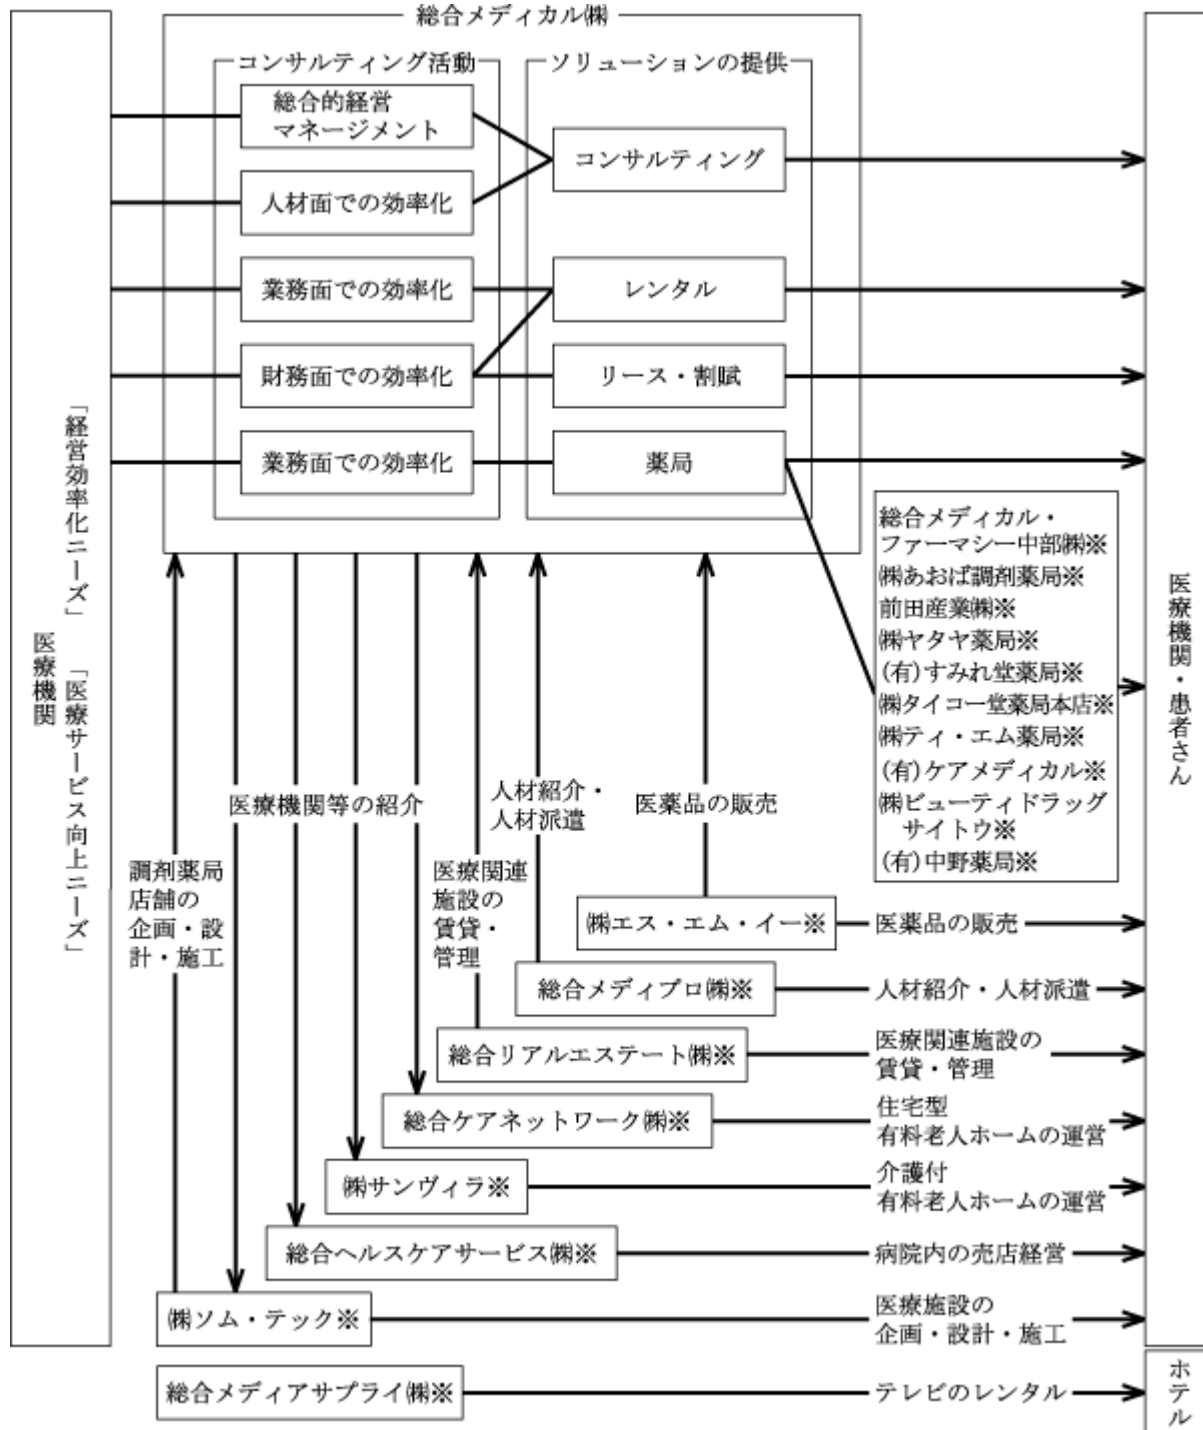 総合メディカル㈱
コンサルティング活動
ソリューションの提供
総合的経営
マネージメント
人材面での効率化
業務面での効率化
財務面での効率化
業務面での効率化
コンサルティング
レンタル
リース・割賦
薬局
「経営効率化ニーズ」
「医療サービス向上ニーズ」
医療機関
医療機関・患者さん
総合メディカル・
ファーマシー中部㈱※
㈱あおば調剤薬局※
前田産業㈱※
㈱ヤタヤ薬局※
(有)すみれ堂薬局※
㈱タイコー堂薬局本店※
㈱ティ・エム薬局※
(有)ケアメディカル※
㈱ビューティドラッグ
サイトウ※
(有)中野薬局※
調剤薬局
店舗の
企画・設
計・施工
医療機関等の紹介
医療関連
施設の
賃貸・
管理
人材紹介・
人材派遣
医薬品の販売
㈱エス・エム・イー※
医薬品の販売
総合メディプロ㈱※
人材紹介・人材派遣
総合リアルエステート㈱※
医療関連施設の
賃貸・管理
総合ケアネットワーク㈱※
住宅型
有料老人ホームの運営
㈱サンヴィラ※
介護付
有料老人ホームの運営
総合ヘルスケアサービス㈱※
病院内の売店経営
㈱ソム・テック※
医療施設の
企画・設計・施工
総合メディアサプライ㈱※
テレビのレンタル
ホテル